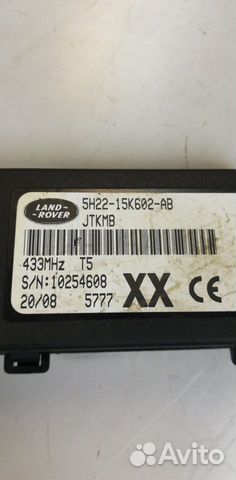 LAND-
-ROVER
5H22-15K602-AB
JTKMB
F
433MHz T5
S/N:10254608
20/08 5777 XX CE
Avito